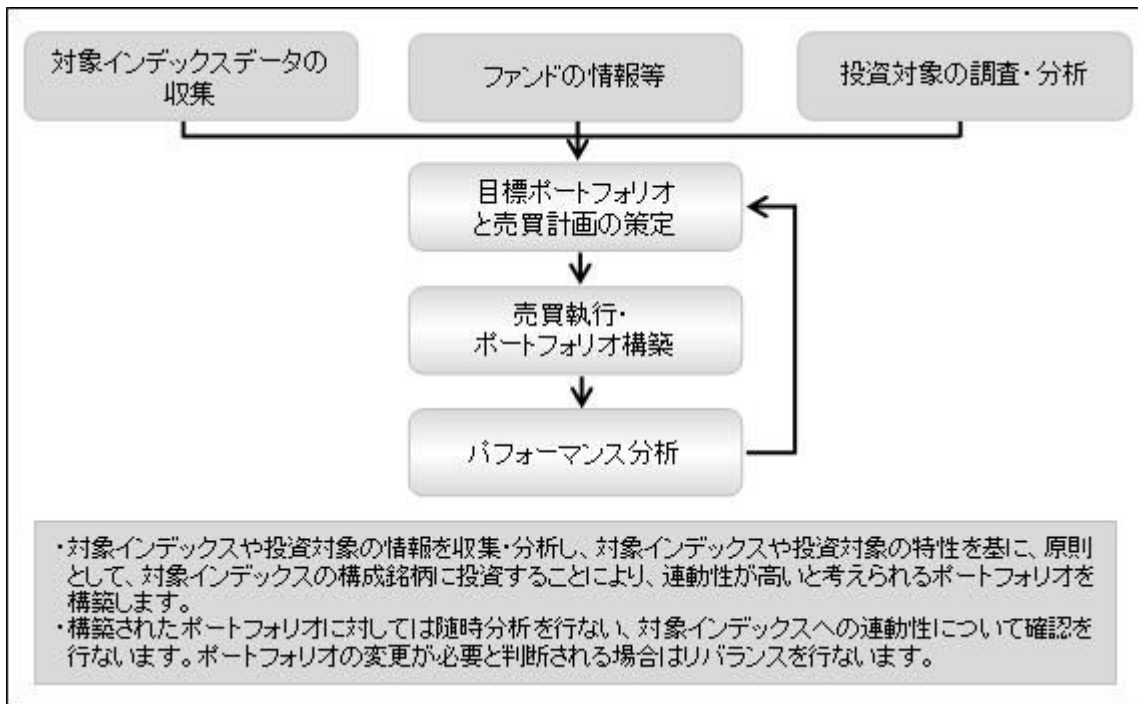 対象インデックスデータの
収集
ファンドの情報等
投資対象の調査・分析
目標ポートフォリオ
と売買計画の策定
売買執行・
ポートフォリオ構築
パフォーマンス分析
・対象インデックスや投資対象の情報を収集・分析し、対象インデックスや投資対象の特性を基に、原則
として、対象インデックスの構成銘柄に投資することにより、連動性が高いと考えられるポートフォリオを
構築します。
・構築されたポートフォリオに対しては随時分析を行ない、対象インデックスへの連動性について確認を
行ないます。ポートフォリオの変更が必要と判断される場合はリバランスを行ないます。